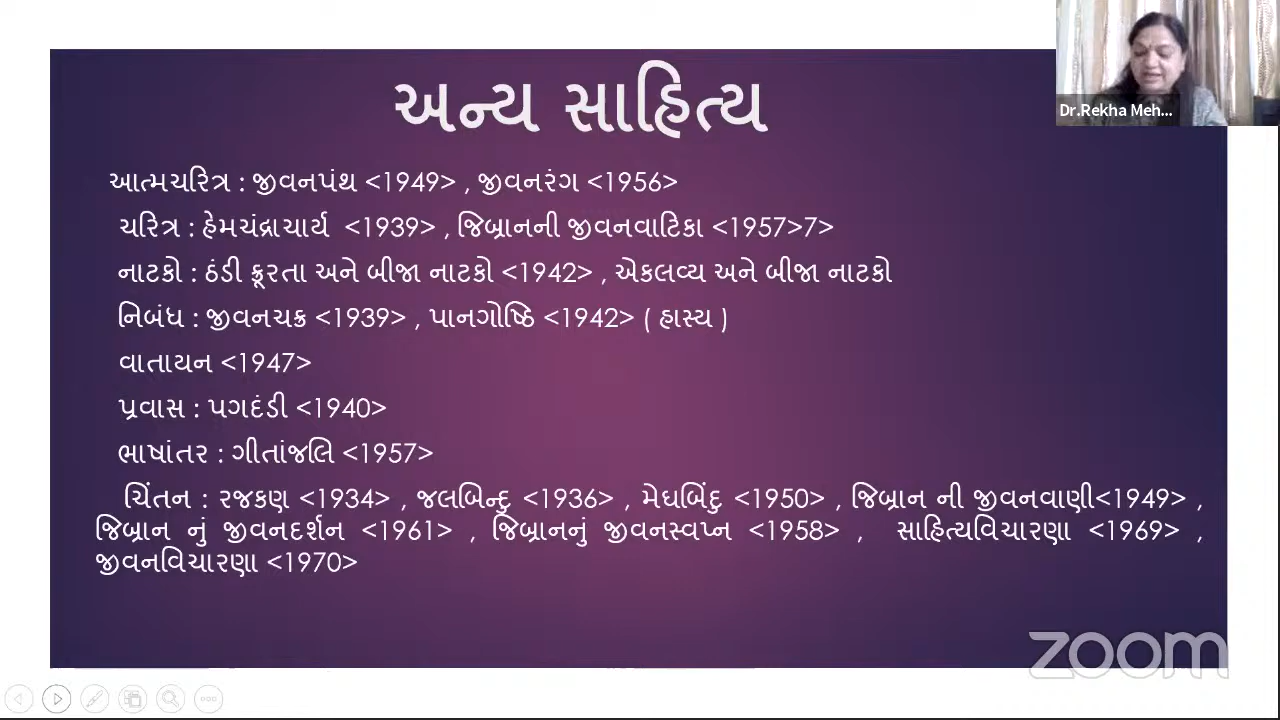 અન્ય સાહિત્ય
Dr.Rekha Meh...
આત્મચરિત્ર : જીવનપંથ <1949> , જીવનરંગ <1956>
ચરિત્ર : હેમચંદ્રાચાર્ય <1939> , જિબ્રાનની જીવનવાટિકા <1957>7>
નાટકો : ઠંડી ક્રૂરતા અને બીજા નાટકો <1942> , એકલવ્ય અને બીજા નાટકો
નિબંધ : જીવનચક્ર <1939> , પાનગોષ્ઠિ <1942> ( હાસ્ય )
વાતાયન <1947>
પ્રવાસ : પગદંડી <1940>
ભાષાંતર : ગીતાંજલિ <1957>
ચિંતન : રજકણ <1934> , જલબિન્દુ <1936> , મેઘબિંદુ <1950> , જિબ્રાન ની જીવનવાણી<1949> ,
જિબ્રાન નું જીવનદર્શન <1961> , જિબ્રાનનું જીવનસ્વપ્ન <1958> , સાહિત્યવિચારણા <1969> ,
જીવનવિચારણા <1970>
zoom